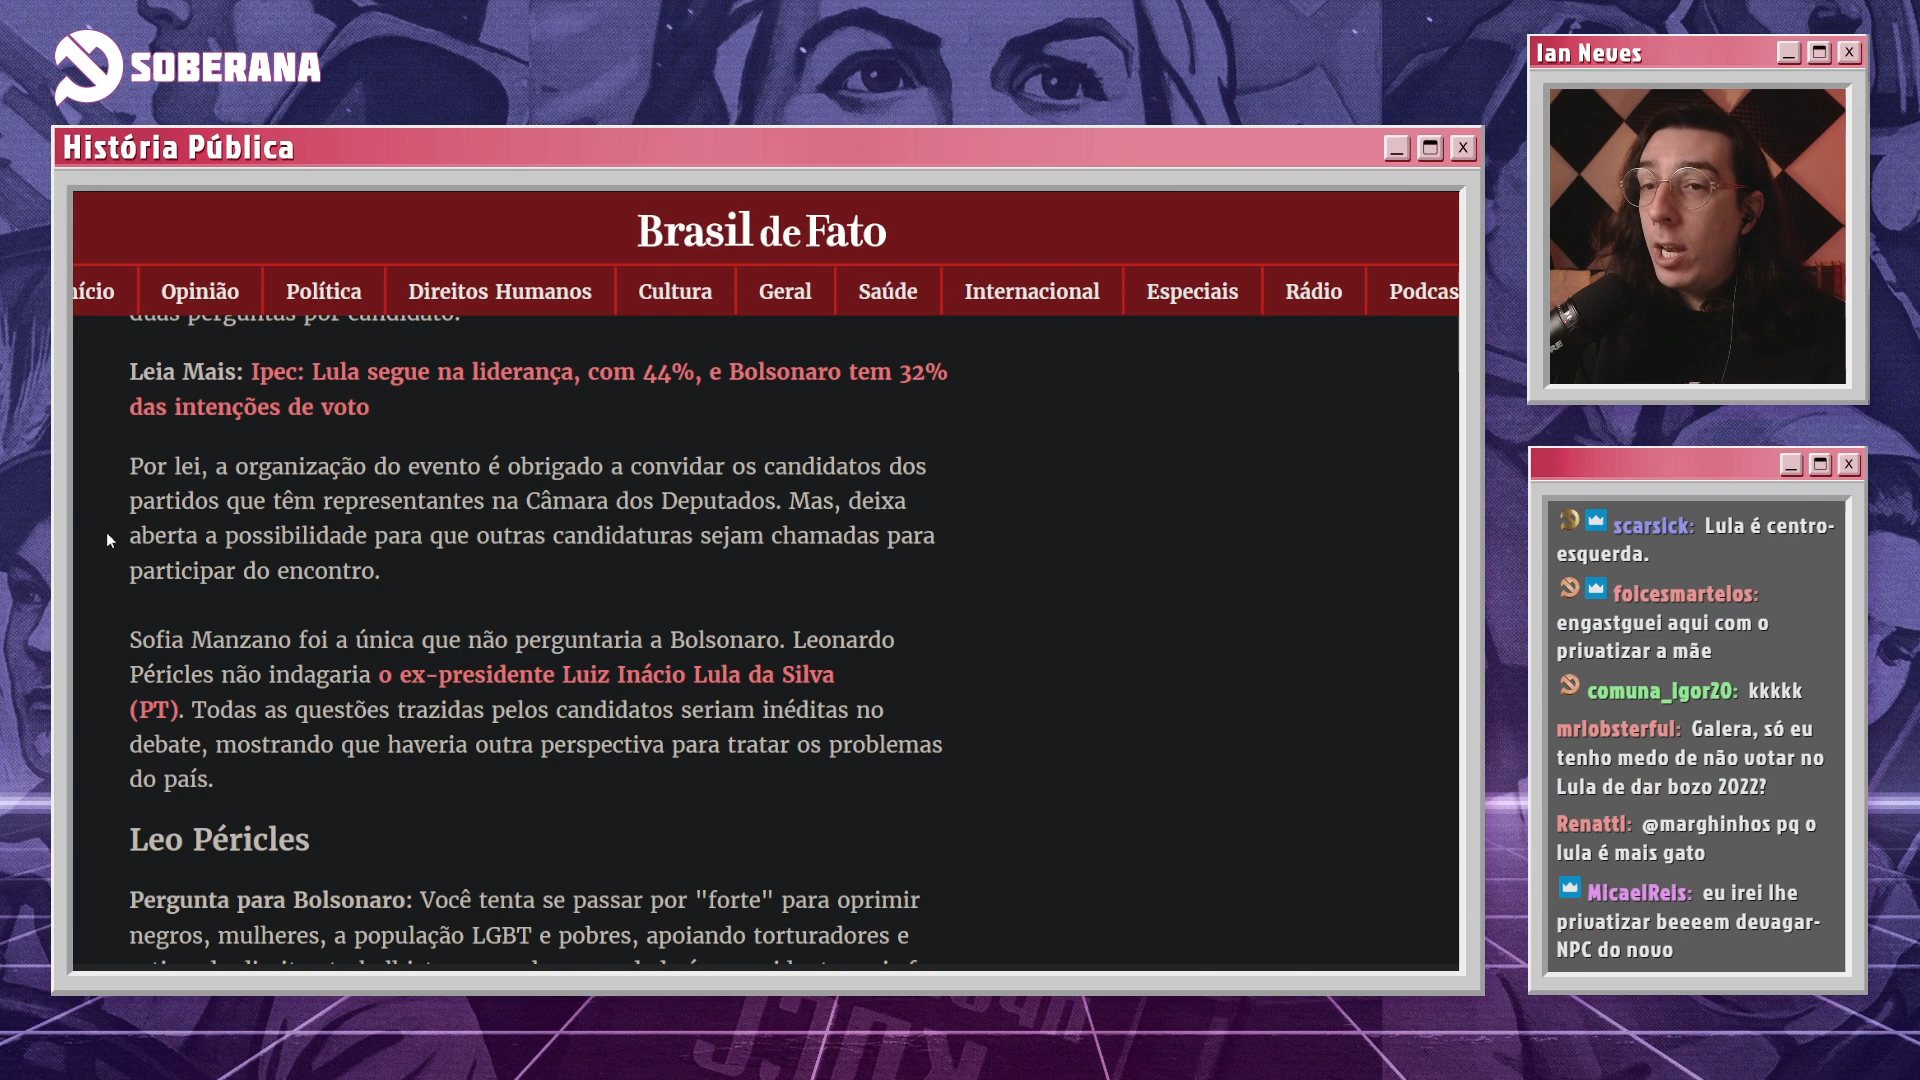 SOBERANA
História Pública
Brasil de Fato
Opinião
Política
Direitos Humanos
Cultura
Geral
Saúde
Internacional
Especiais
Rádio
duas perguntas por candidato.
Leia Mais: Ipec: Lula segue na liderança, com 44%, e Bolsonaro tem 32%
das intenções de voto
Por lei, a organização do evento é obrigado a convidar os candidatos dos
partidos que têm representantes na Câmara dos Deputados. Mas, deixa
aberta a possibilidade para que outras candidaturas sejam chamadas para
participar do encontro.
Sofia Manzano foi a única que não perguntaria a Bolsonaro. Leonardo
Péricles não indagaria o ex-presidente Luiz Inácio Lula da Silva
(PT). Todas as questões trazidas pelos candidatos seriam inéditas no
debate, mostrando que haveria outra perspectiva para tratar os problemas
do país.
Leo Péricles
Pergunta para Bolsonaro: Você tenta se passar por "forte" para oprimir
negros, mulheres, a população LGBT e pobres, apoiando torturadores e
Ian Neves
scarsick: Lula é centro-
esquerda.
foicesmartelos:
engastguei aqui com o
privatizar a mãe
comuna_igor20: kkkkk
mrlobsterful: Galera, só eu
tenho medo de não votar no
Lula de dar bozo 2022?
Renattl: @marghinhos pq o
lula é mais gato
MicaelReis: eu irei lhe
privatizar beeeem devagar-
NPC do novo